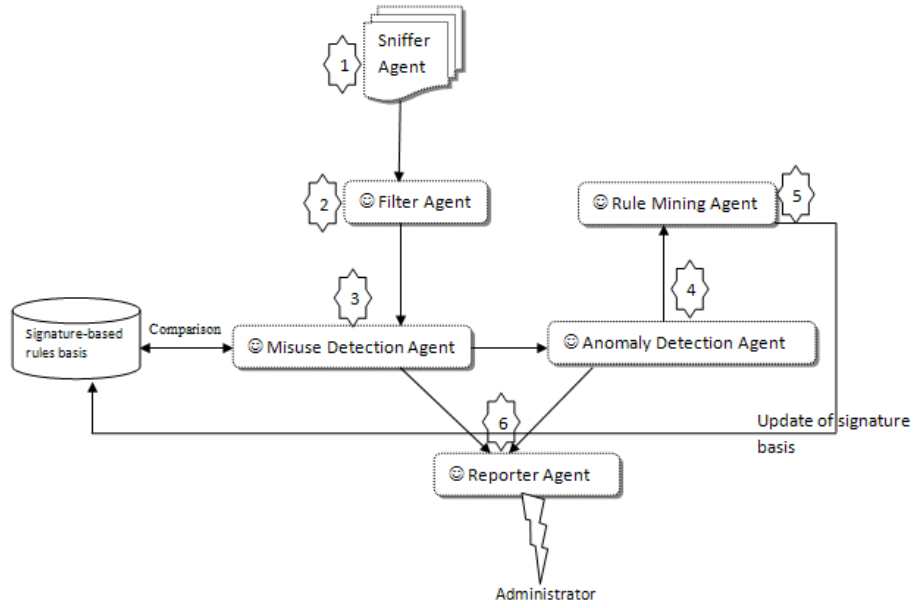 Sniffer
Agent
1
2
Filter Agent
Rule Mining Agent
5
3
4
Signature-based
rules basis
Comparison
Misuse Detection Agent
Anomaly Detection Agent
6
Update of signature
basis
Reporter Agent
Administrator